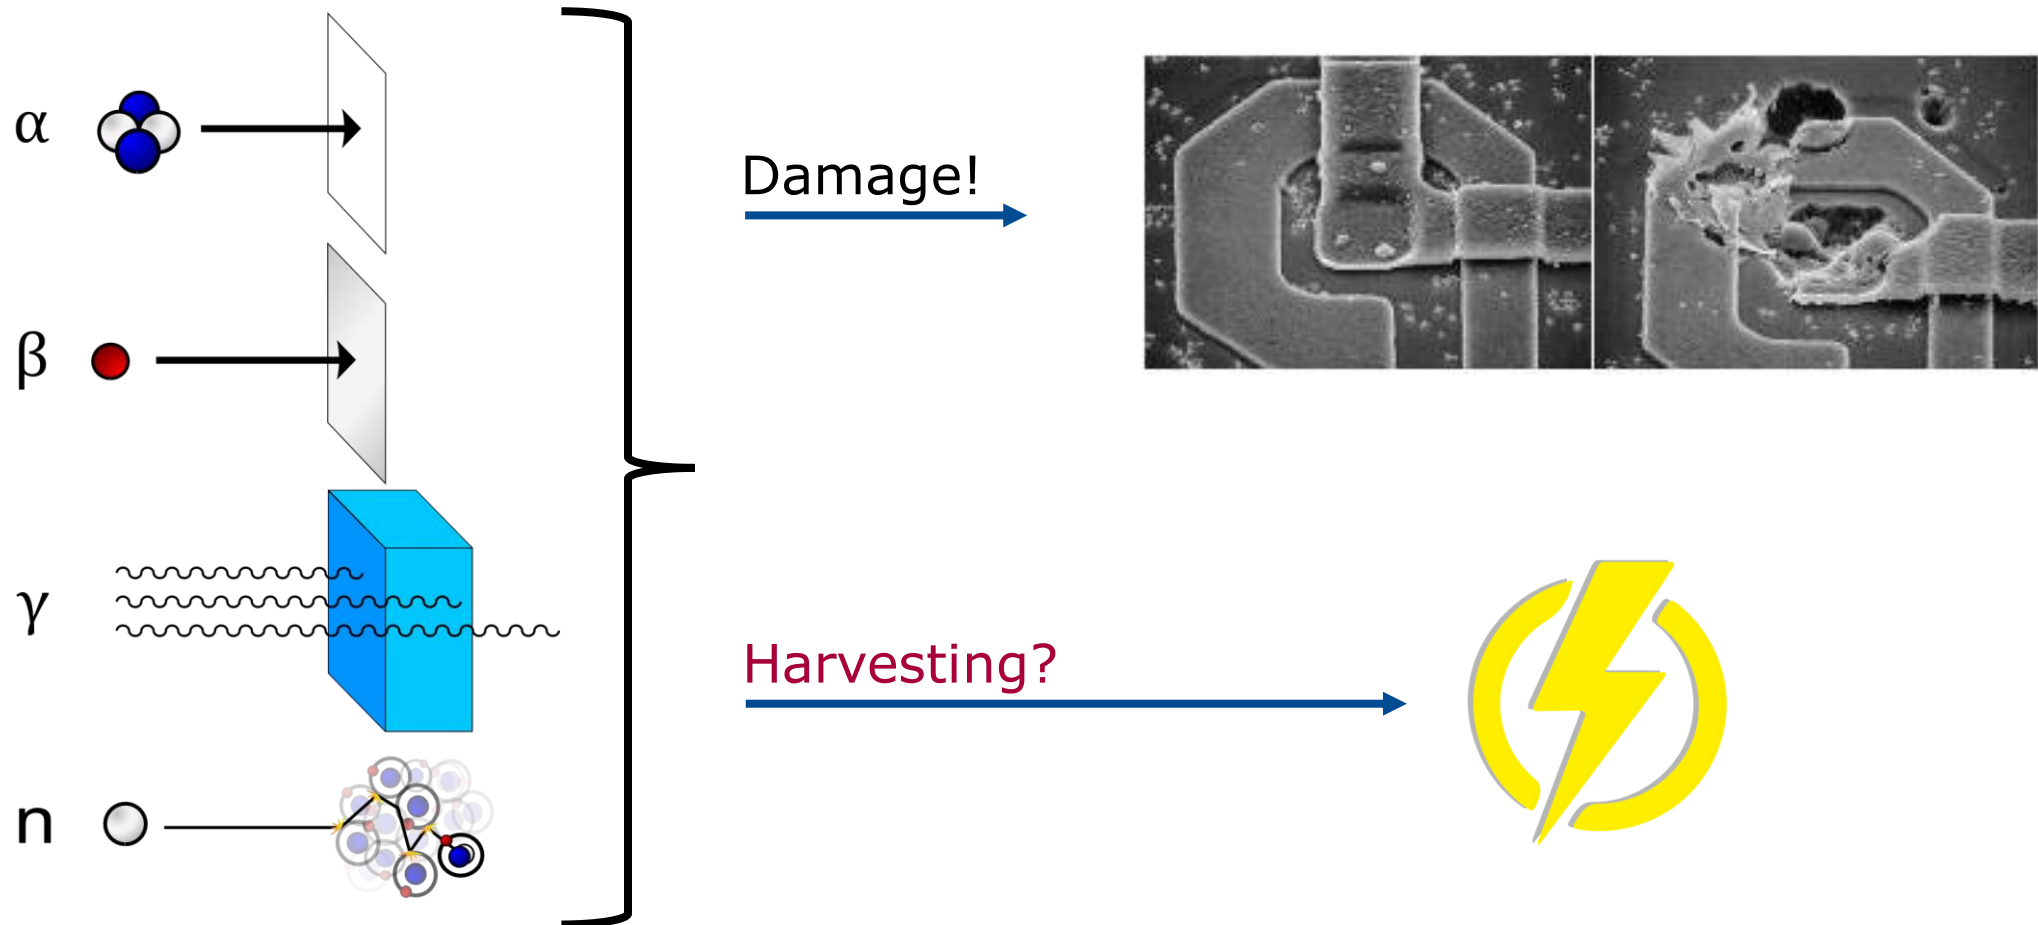 α
β
γ
n
Damage!
Harvesting?